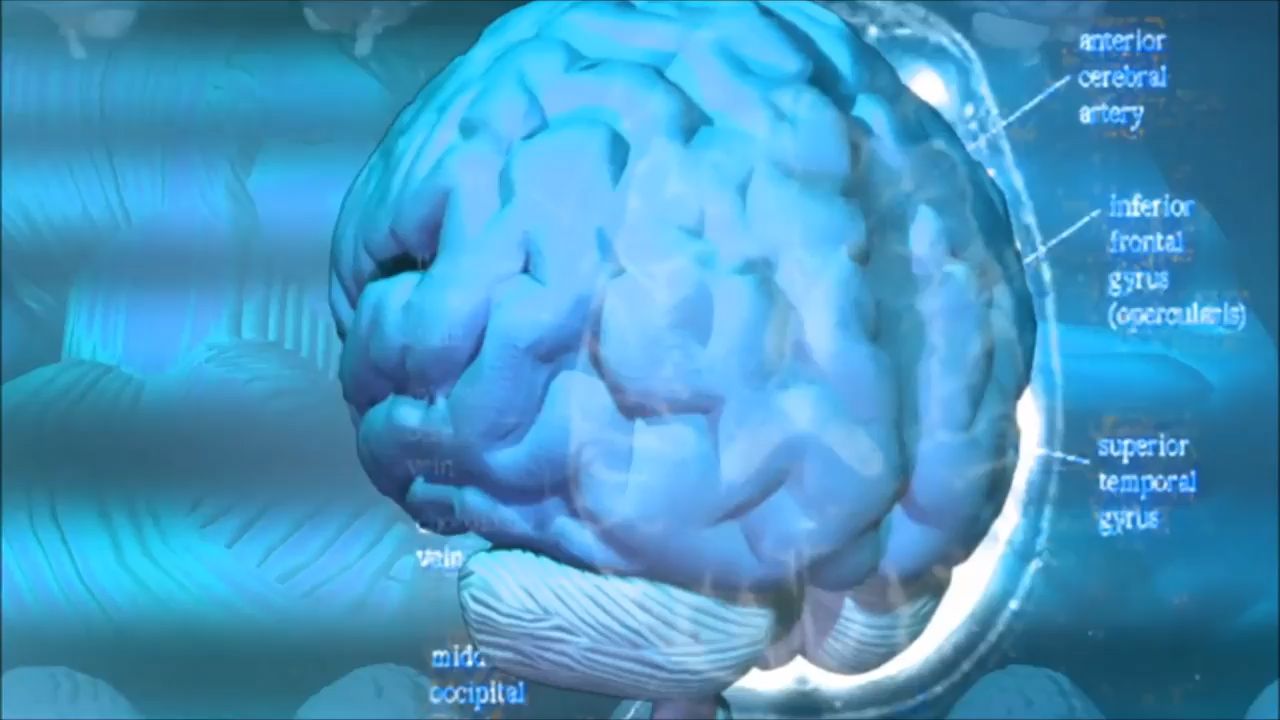 anterior
cerebral
artery
inferior
frontal
gyrus
(opercularis)
superior
temporal
gyrus
vein
vein
occipital